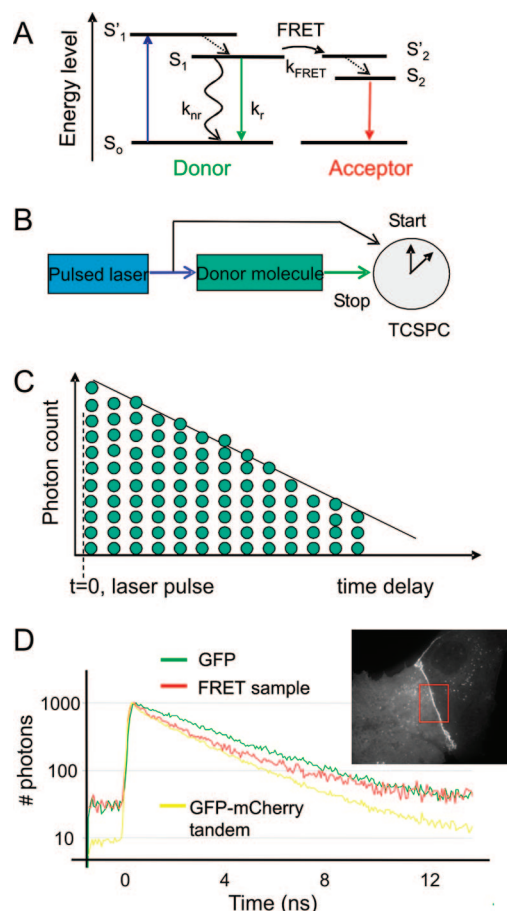 A
Energy level
S'1
S1
So
knr
kr
FRET
kFRET
S'2
S2
Donor
Acceptor
B
Pulsed laser
Donor molecule
Start
Stop
TCSPC
C
Photon count
t=0, laser pulse
time delay
D
# photons
1000
100
10
GFP
FRET sample
GFP-mCherry
tandem
0
4
8
12
Time (ns)